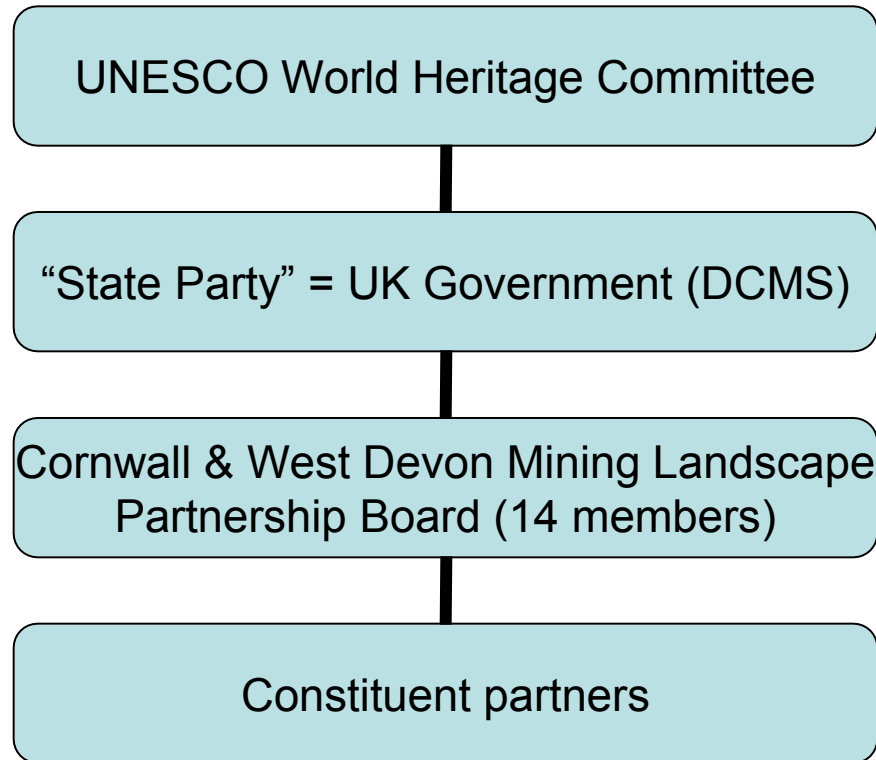 UNESCO World Heritage Committee
“State Party” = UK Government (DCMS)
Cornwall & West Devon Mining Landscape
Partnership Board (14 members)
Constituent partners